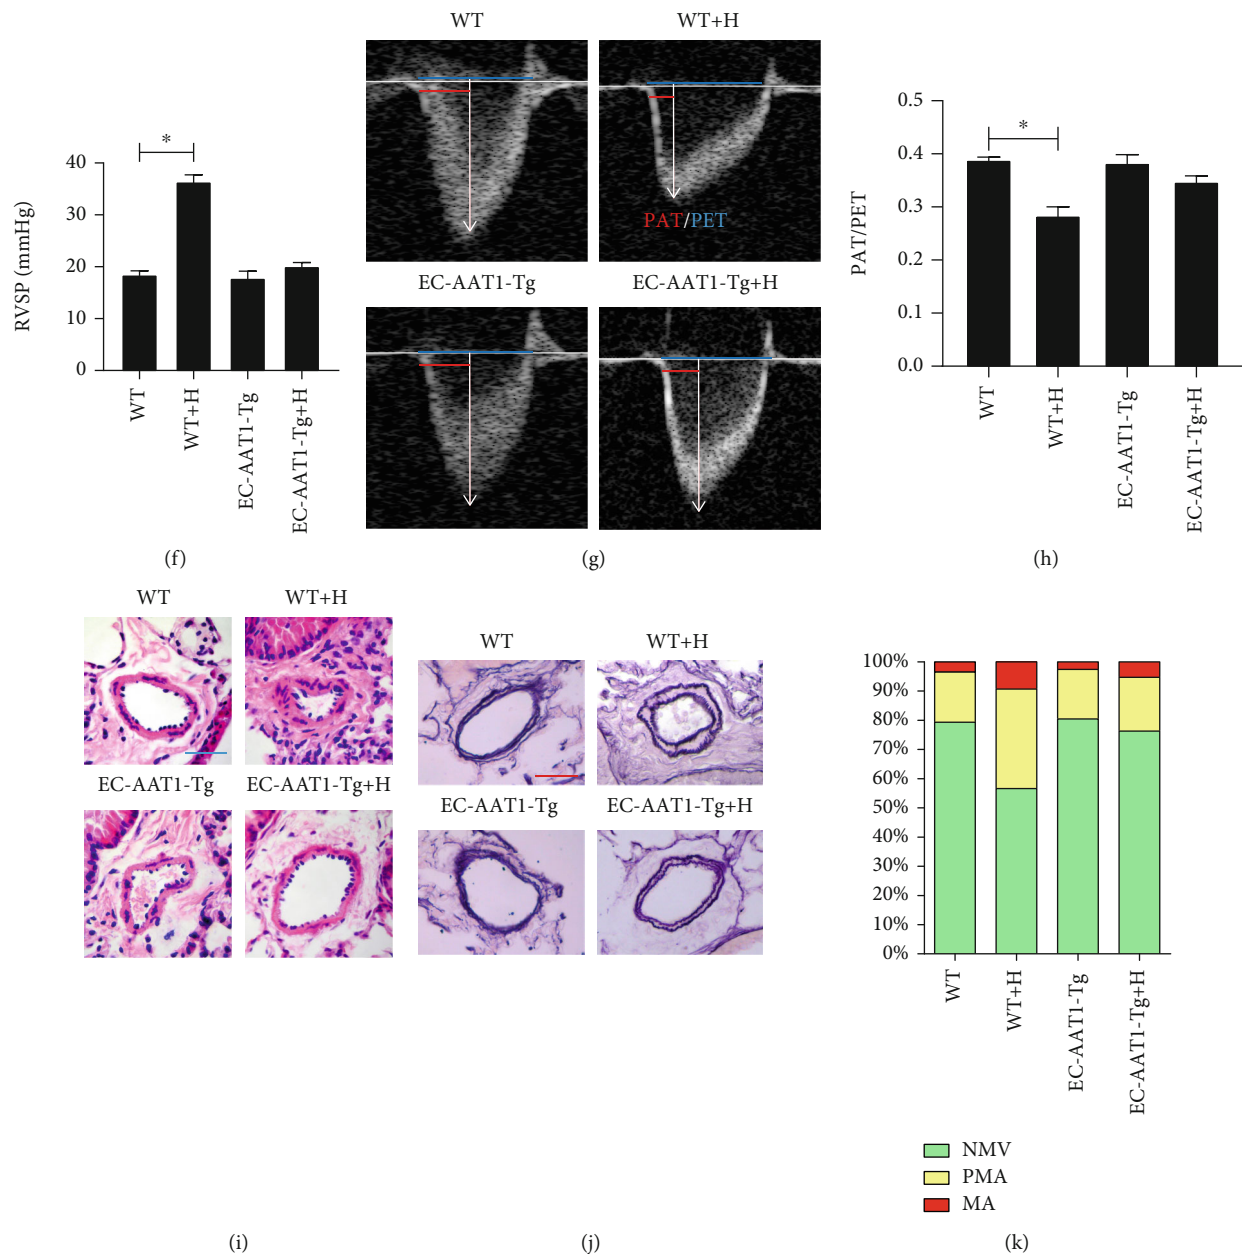 RVSP (mmHg)
40
30
20
10
0
*
WT
WT+H
EC-AAT1-Tg
EC-AAT1-Tg+H
(f)
WT
WT+H
PAT/PET
EC-AAT1-Tg
EC-AAT1-Tg+H
(g)
PAT/PET
0.5
0.4
0.3
0.2
0.1
0.0
*
WT
WT+H
EC-AAT1-Tg
EC-AAT1-Tg+H
(h)
WT
WT+H
EC-AAT1-Tg
EC-AAT1-Tg+H
(i)
WT
WT+H
EC-AAT1-Tg
EC-AAT1-Tg+H
(j)
100%
90%
80%
70%
60%
50%
40%
30%
20%
10%
0%
WT
WT+H
EC-AAT1-Tg
EC-AAT1-Tg+H
NMV
PMA
MA
(k)